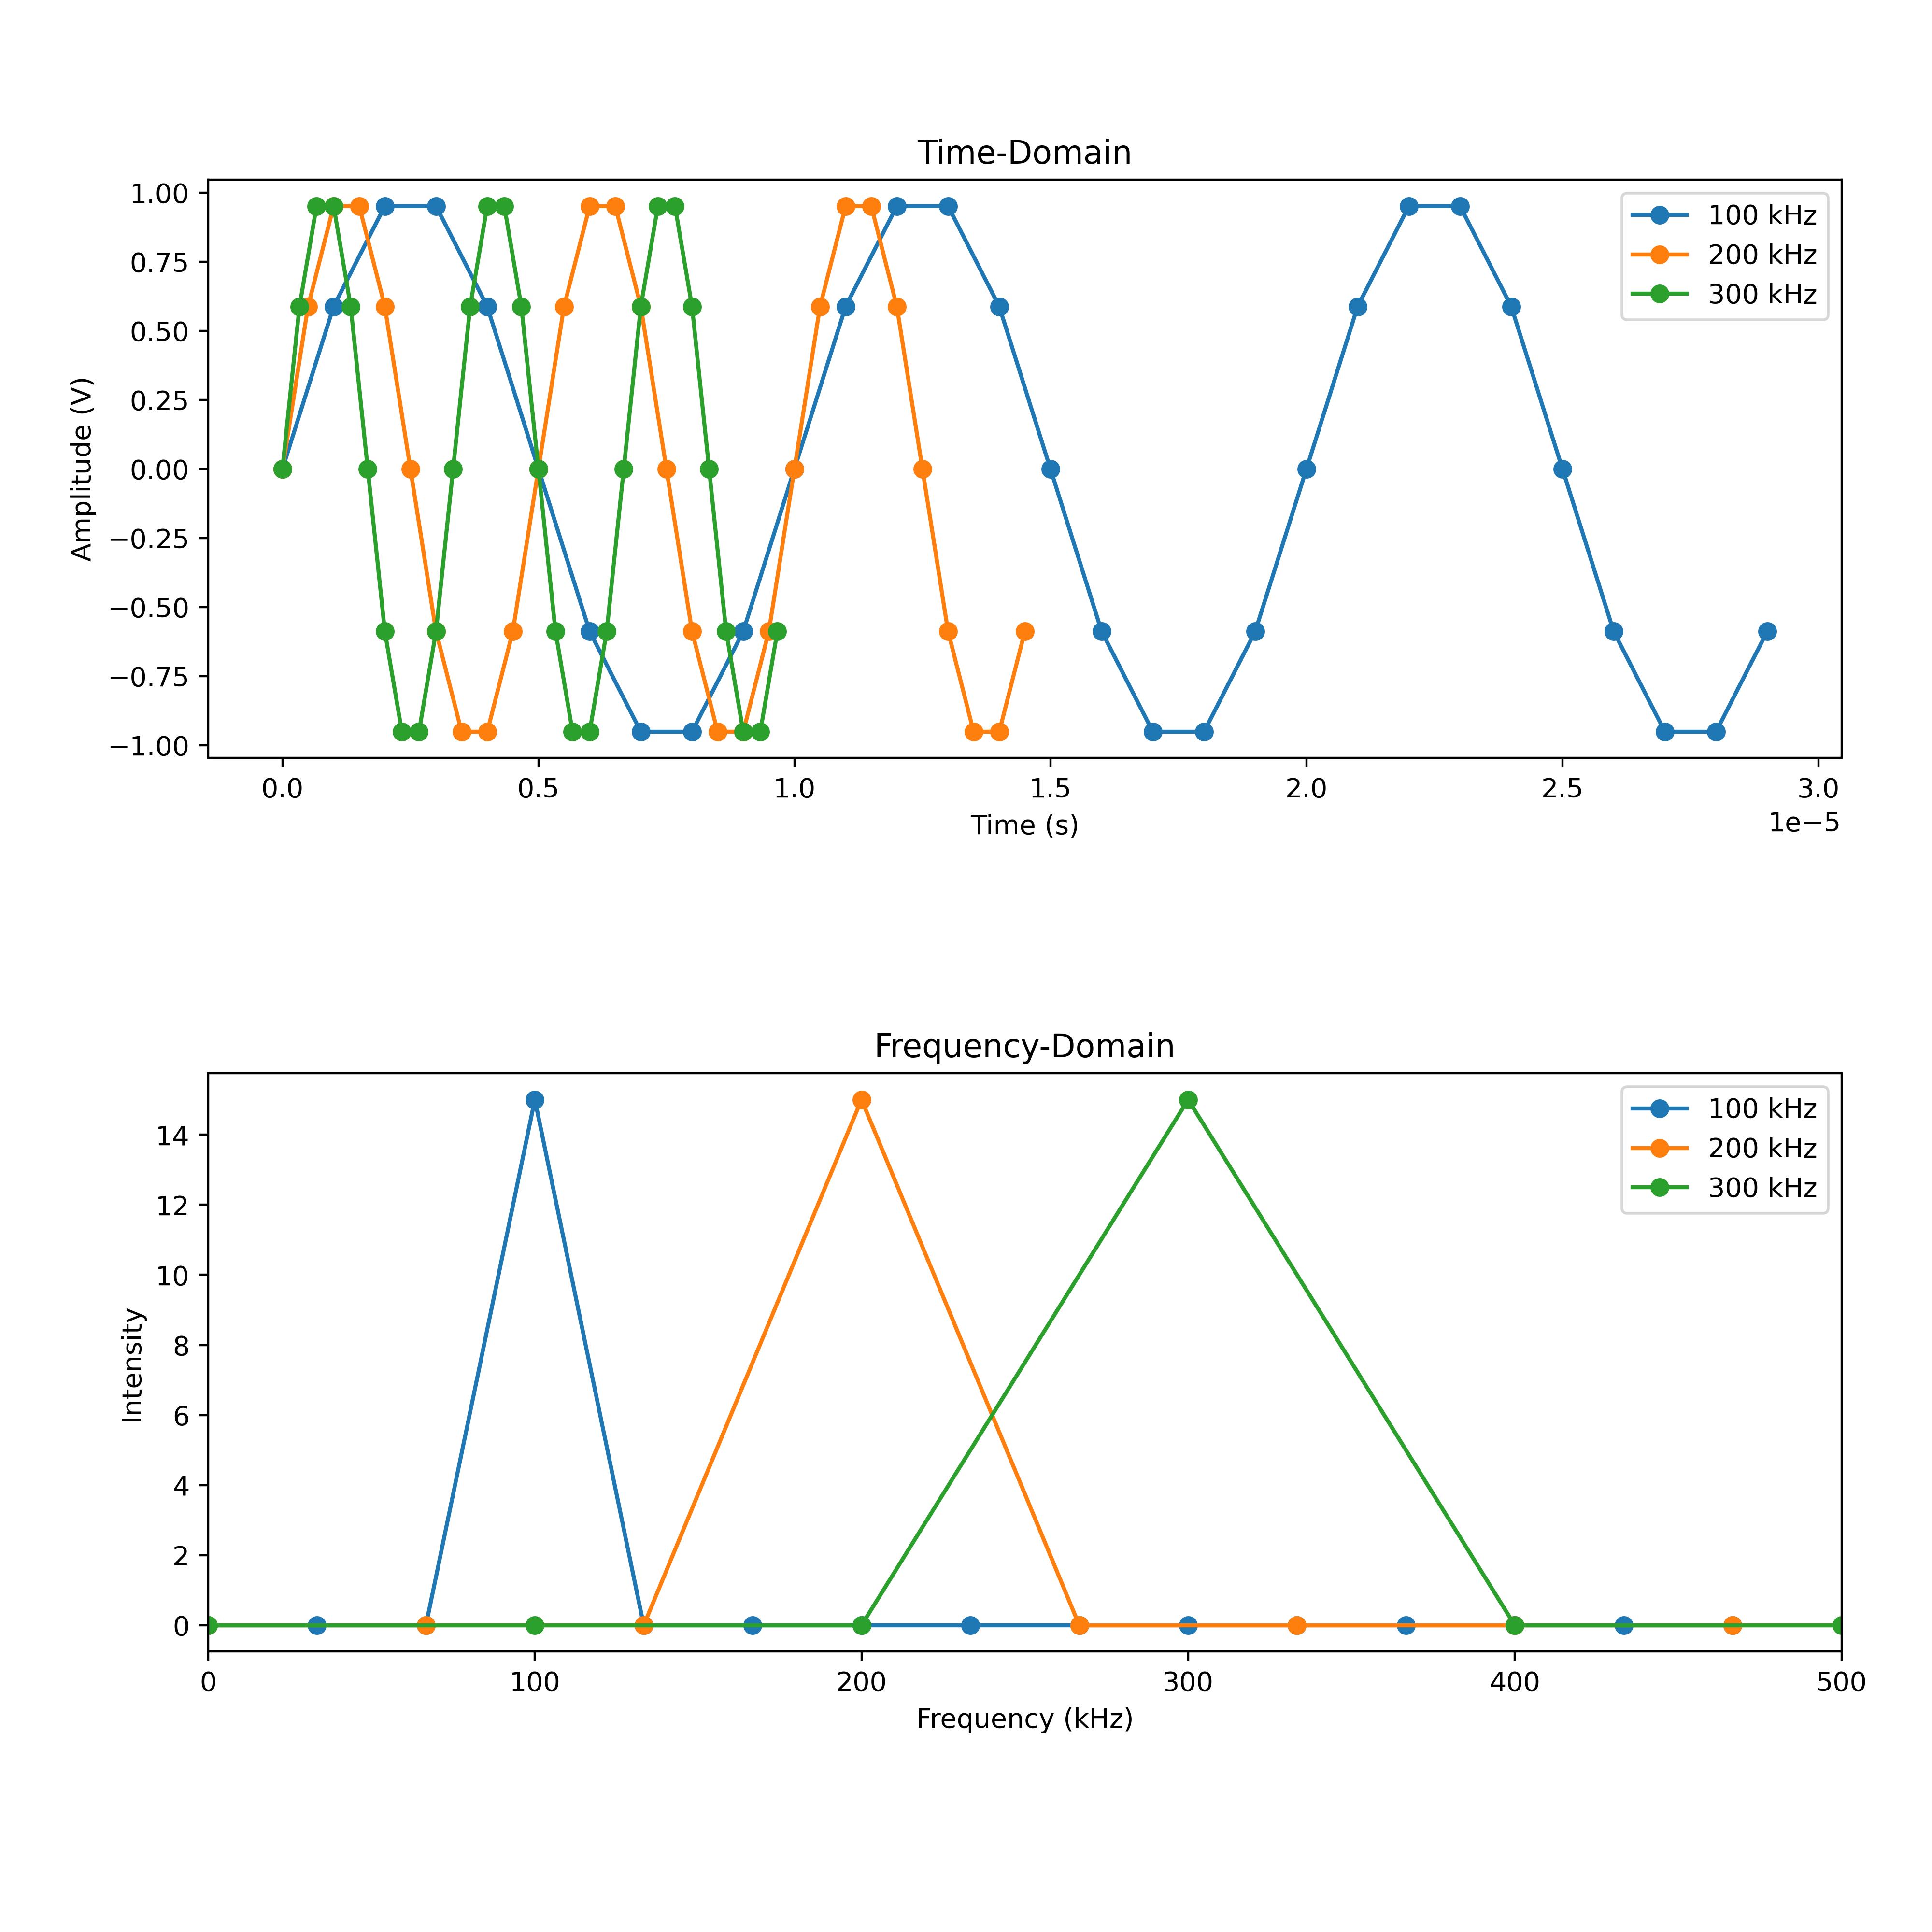 Time-Domain
1.00
0.75
0.50
0.25
0.00
−0.25
−0.50
−0.75
−1.00
Amplitude (V)
100 kHz
200 kHz
300 kHz
0.0 0.5 1.0 1.5 2.0 2.5 3.0
1e−5
Time (s)
Frequency-Domain
14
12
10
8
6
4
2
0
Intensity
100 kHz
200 kHz
300 kHz
0 100 200 300 400 500
Frequency (kHz)